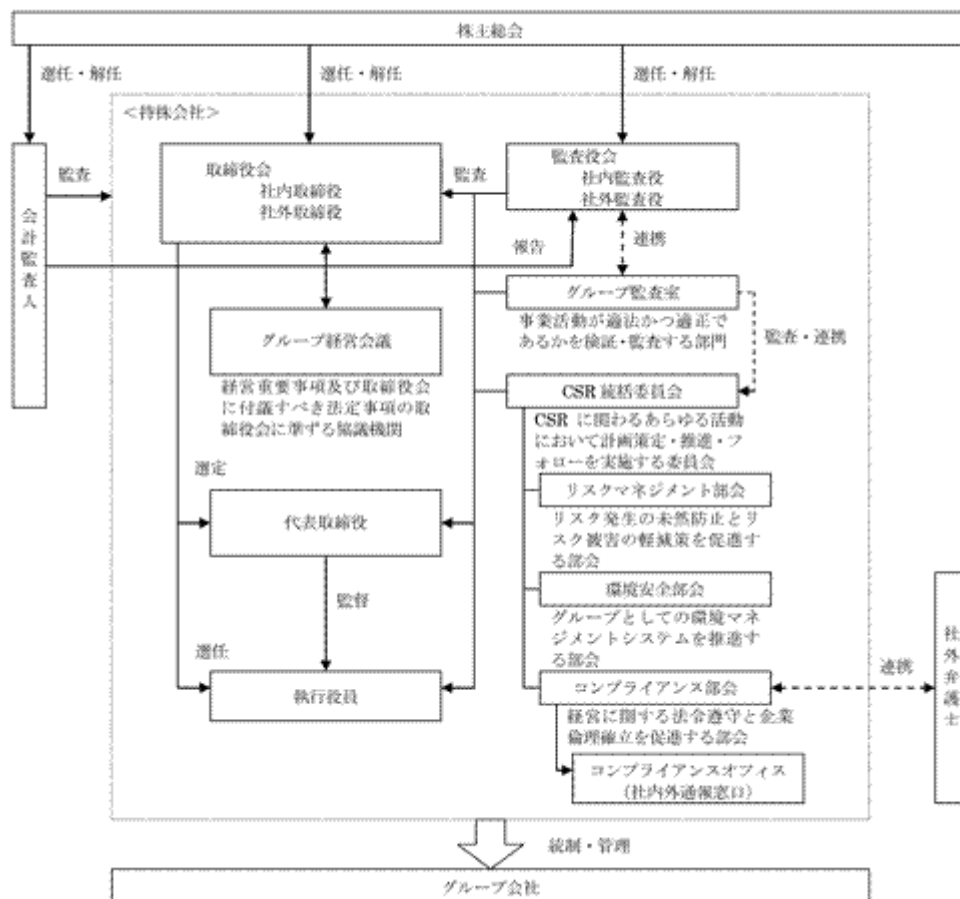 株主総会
選任・解任
選任・解任
選任・解任
＜持株会社＞
会計監査人
監査
取締役会
社内取締役
社外取締役
監査
監査役会
社内監査役
社外監査役
報告
連携
グループ監査室
事業活動が適法かつ適正で
あるかを検証・監査する部門
監査・連携
グループ経営会議
経営重要事項及び取締役会
に付議すべき法定事項の取
締役会に準ずる協議機関
CSR 統括委員会
CSR に関わるあらゆる活動
において計画策定・推進・フ
ォローを実施する委員会
選定
代表取締役
リスクマネジメント部会
リスク発生の未然防止とリ
スク被害の軽減策を促進す
る部会
監督
環境安全部会
グループとしての環境マネ
ジメントシステムを推進す
る部会
選任
執行役員
コンプライアンス部会
経営に関する法令遵守と企業
倫理確立を促進する部会
連携
社外弁護士
コンプライアンスオフィス
（社内外通報窓口）
統制・管理
グループ会社